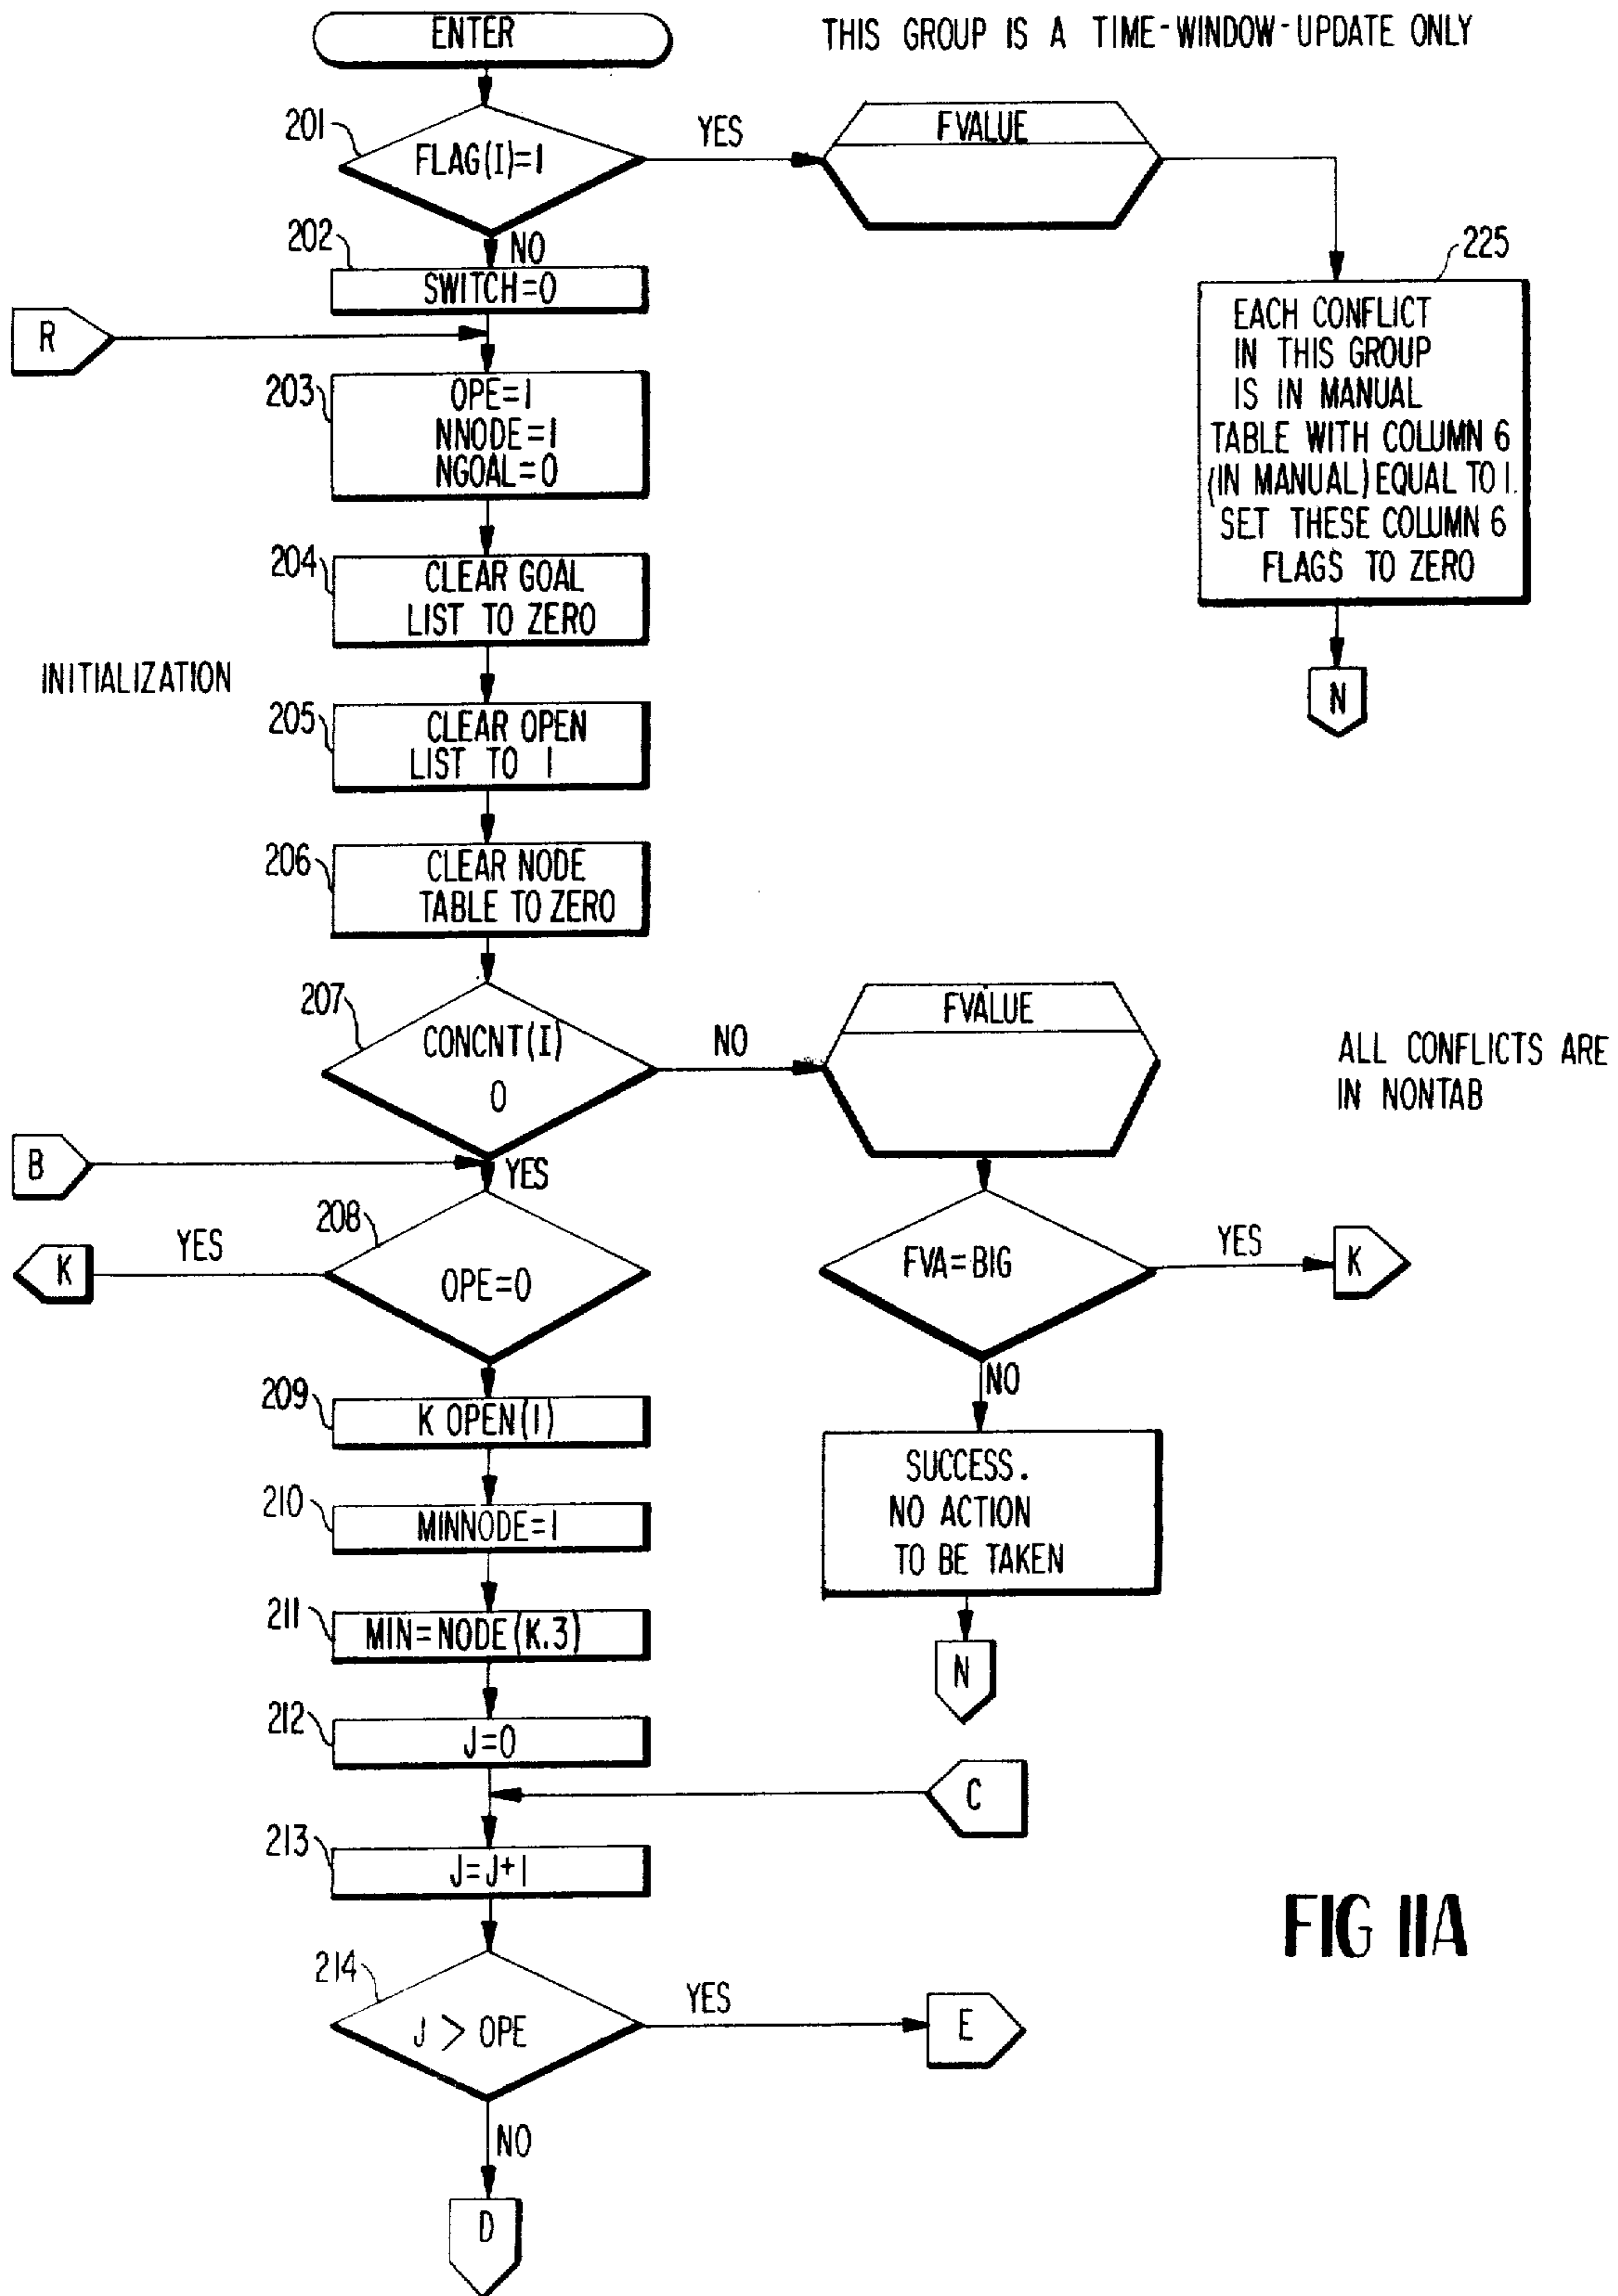 ENTER
THIS GROUP IS A TIME-WINDOW-UPDATE ONLY
201
FLAG(I)=1
YES
FVALUE
NO
202
SWITCH=0
225
EACH CONFLICT
IN THIS GROUP
IS IN MANUAL
TABLE WITH COLUMN 6
(IN MANUAL) EQUAL TO 1.
SET THESE COLUMN 6
FLAGS TO ZERO
N
R
203
OPE=1
NNODE=1
NGOAL=0
204
CLEAR GOAL
LIST TO ZERO
INITIALIZATION
205
CLEAR OPEN
LIST TO 1
206
CLEAR NODE
TABLE TO ZERO
207
CONCNT(I)
0
NO
FVALUE
ALL CONFLICTS ARE
IN NONTAB
B
YES
208
OPE=0
YES
K
FVA=BIG
YES
K
NO
SUCCESS.
NO ACTION
TO BE TAKEN
N
209
K OPEN(1)
210
MINNODE=1
211
MIN=NODE(K.3)
212
J=0
C
213
J=J+1
214
J > OPE
YES
E
NO
D
FIG 11A